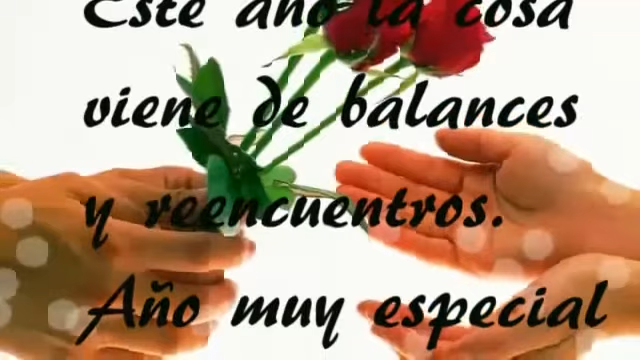 Este año la cosa
viene de balances
y reencuentros.
Año muy especial